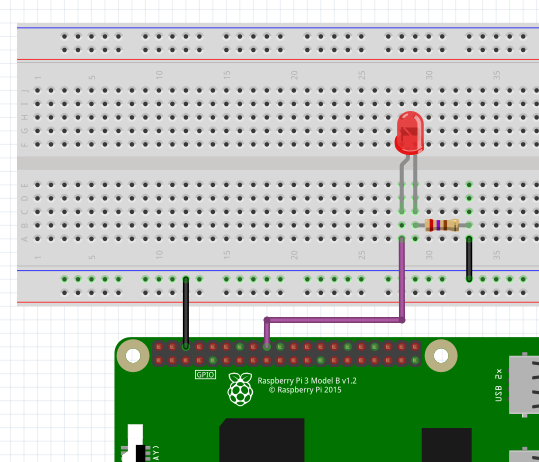 1 5 10 15 20 25 30 35
J
I
H
G
F
E
D
C
B
A
1 5 10 15 20 25 30 35
GPIO
Raspberry Pi 3 Model B v1.2
© Raspberry Pi 2015
USB 2x
AY)